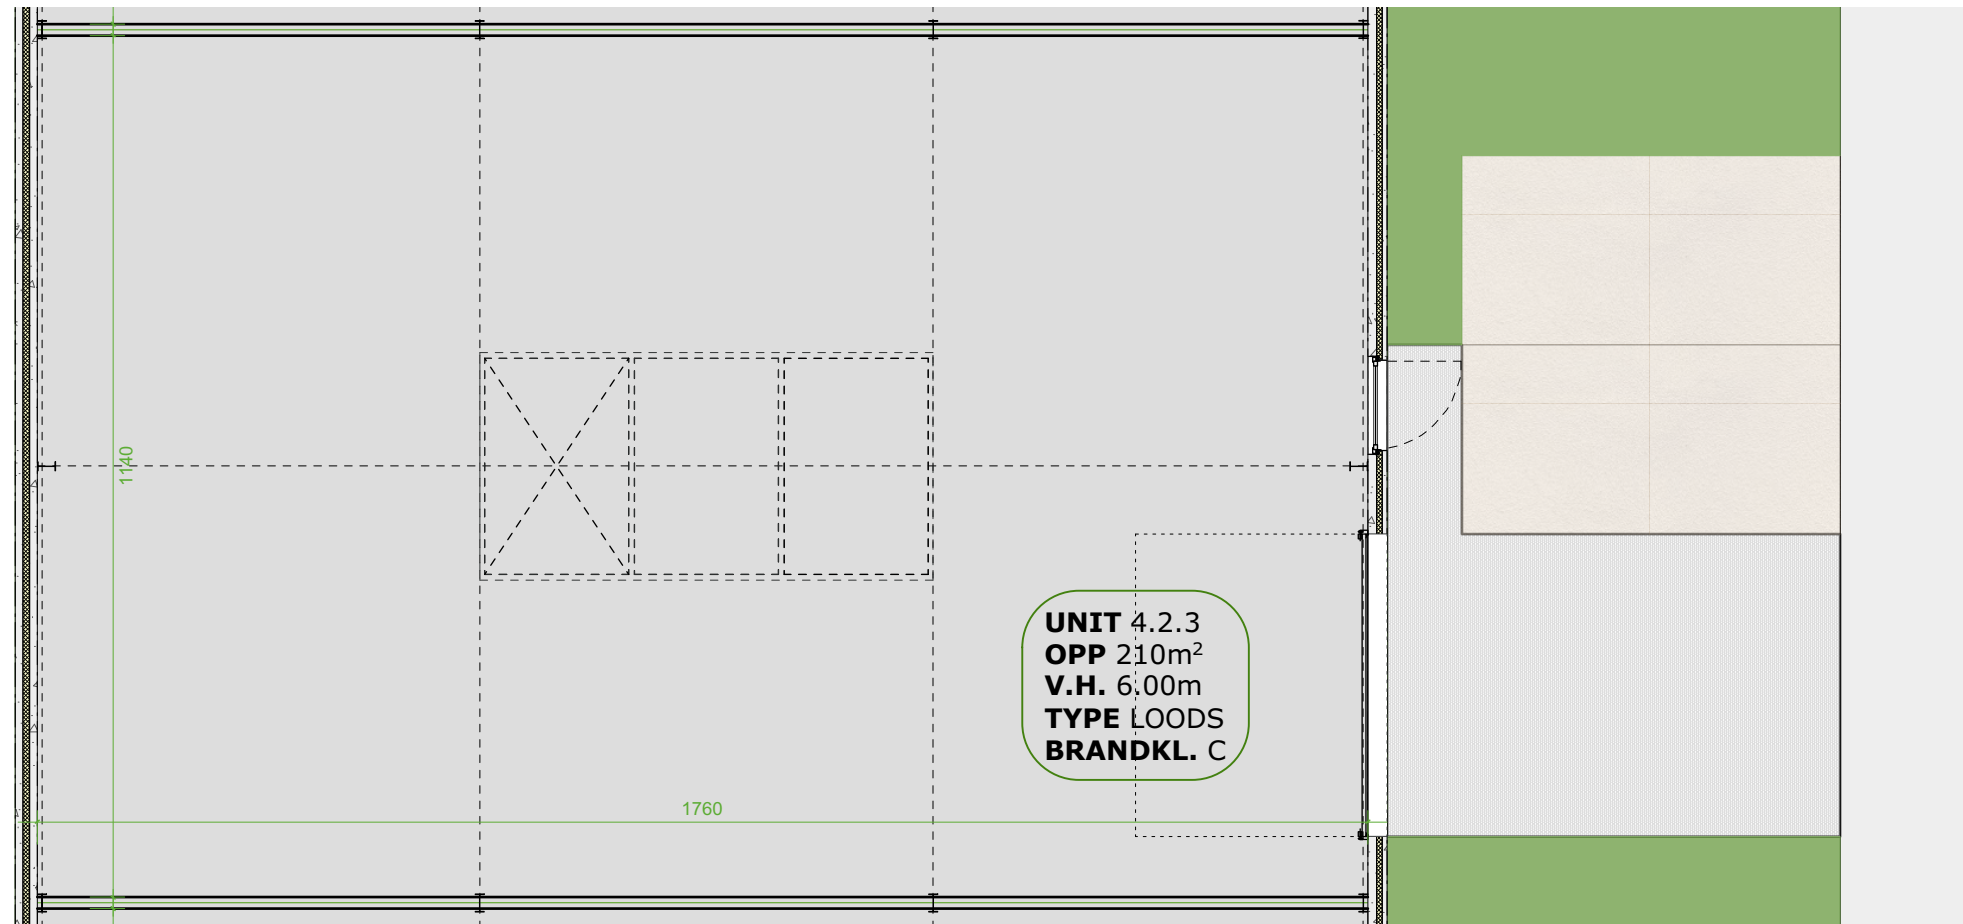 1140
UNIT 4.2.3
OPP 210m²
V.H. 6.00m
TYPE LOODS
BRANDKL. C
1760